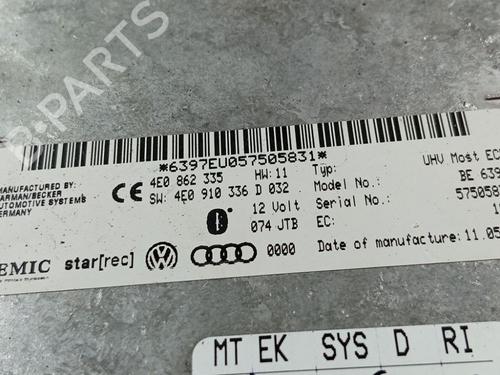 B-PARTS
*6397EU057505831*
MANUFACTURED BY:
HARMAN/BECKER
AUTOMOTIVE SYSTEMS
GERMANY
CE 4E0 862 335 HW: 11
SW: 4E0 910 336 D 032
12 Volt
074 JTB
Typ: UHV Most EC
Model No.: BE 639
Serial No.: 575058
EC:
EMIC star[rec] 0000
Date of manufacture: 11.05
MT EK SYS D RI